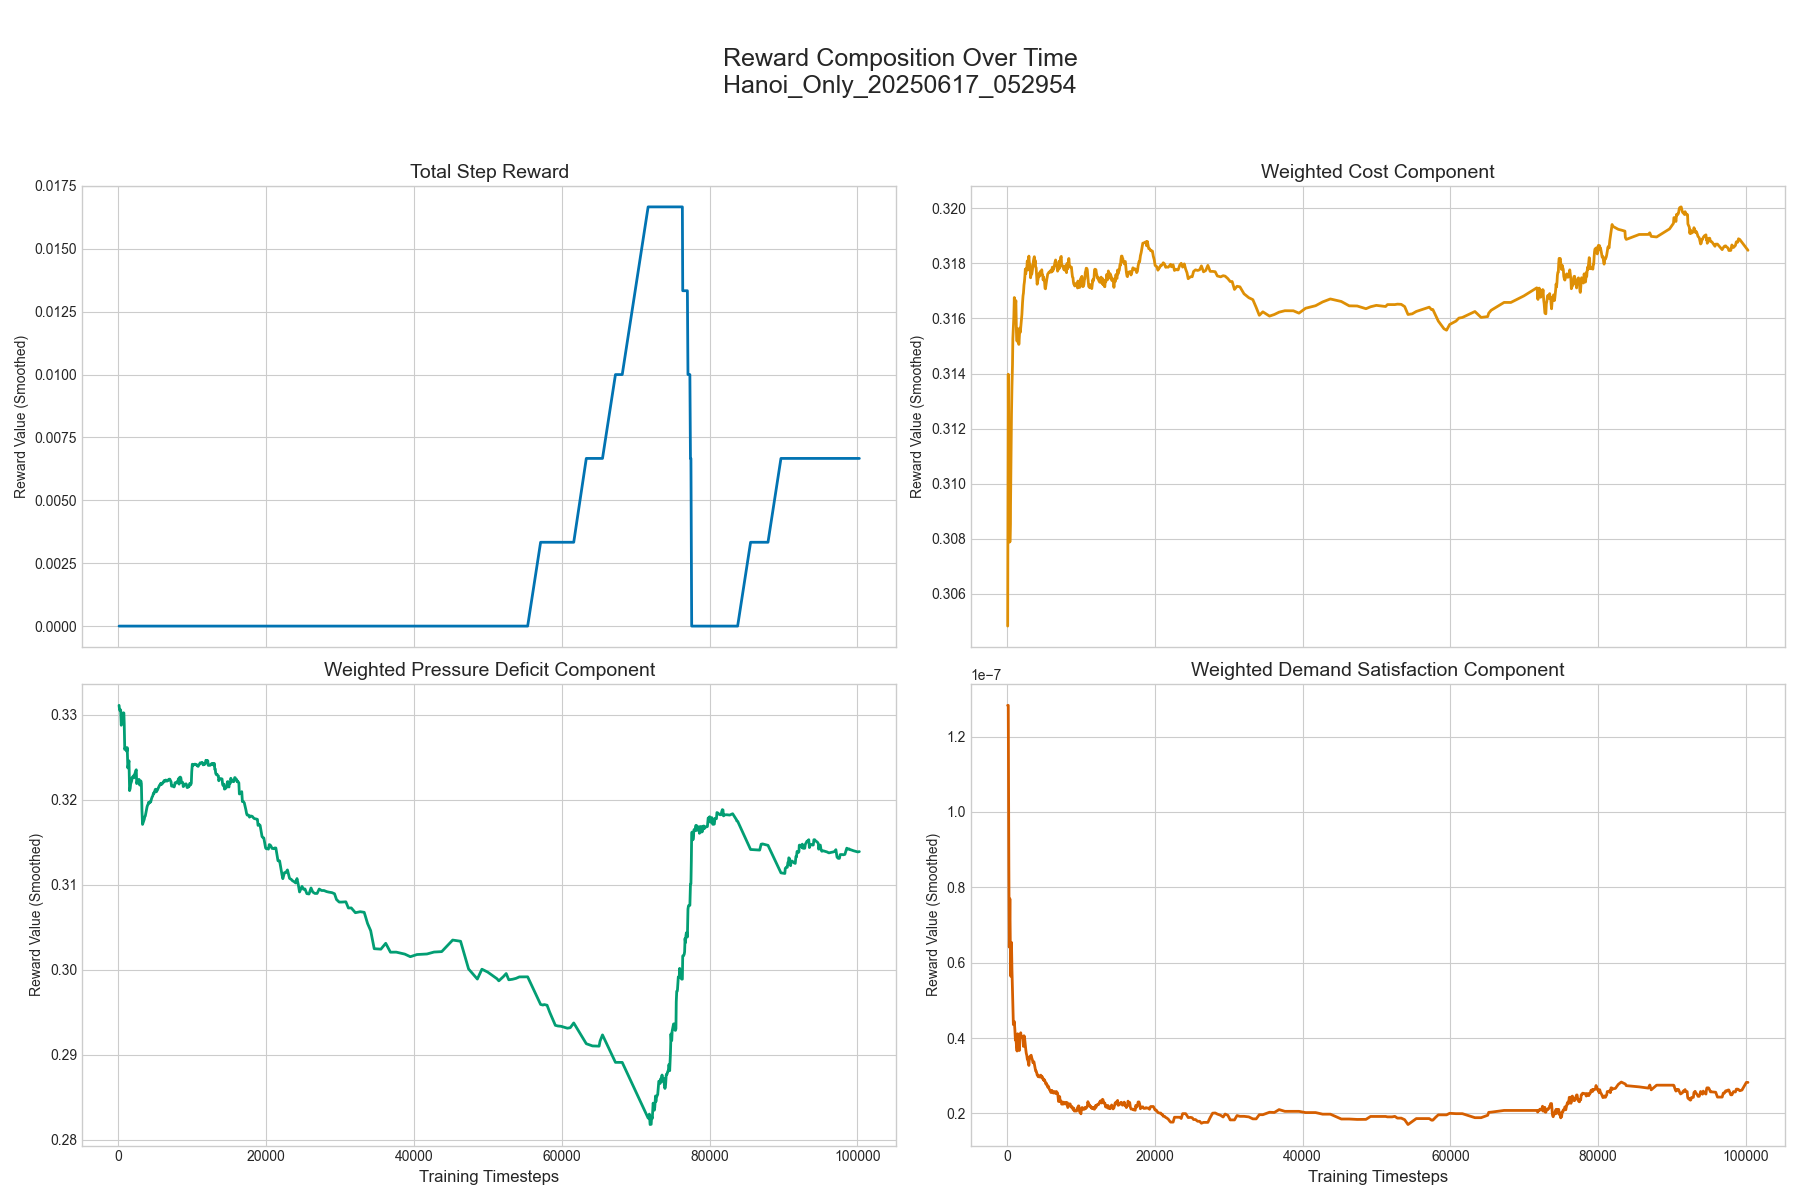 Reward Composition Over Time
Hanoi_Only_20250617_052954
Total Step Reward
Reward Value (Smoothed)
0.0175
0.0150
0.0125
0.0100
0.0075
0.0050
0.0025
0.0000
Weighted Cost Component
Reward Value (Smoothed)
0.320
0.318
0.316
0.314
0.312
0.310
0.308
0.306
Weighted Pressure Deficit Component
Reward Value (Smoothed)
0.33
0.32
0.31
0.30
0.29
0.28
0 20000 40000 60000 80000 100000
Training Timesteps
Weighted Demand Satisfaction Component
1e−7
Reward Value (Smoothed)
1.2
1.0
0.8
0.6
0.4
0.2
0 20000 40000 60000 80000 100000
Training Timesteps